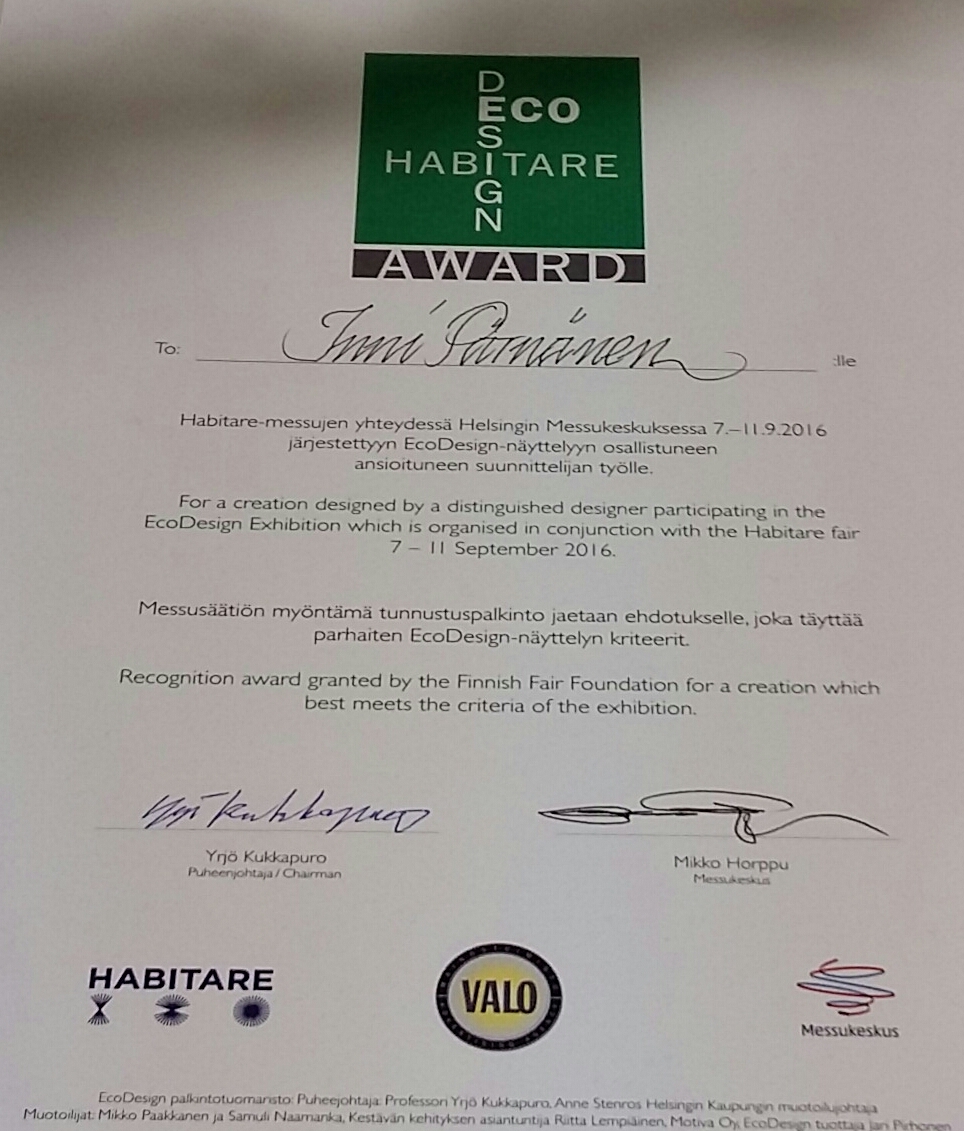 DESIGN
ECO
HABITARE
AWARD
To: Inni Pärnänen :lle
Habitare-messujen yhteydessä Helsingin Messukeskuksessa 7.–11.9.2016
järjestettyyn EcoDesign-näyttelyyn osallistuneen
ansioituneen suunnittelijan työlle.
For a creation designed by a distinguished designer participating in the
EcoDesign Exhibition which is organised in conjunction with the Habitare fair
7 – 11 September 2016.
Messusäätiön myöntämä tunnustuspalkinto jaetaan ehdotukselle, joka täyttää
parhaiten EcoDesign-näyttelyn kriteerit.
Recognition award granted by the Finnish Fair Foundation for a creation which
best meets the criteria of the exhibition.
Yrjö Kukkapuro
Yrjö Kukkapuro
Puheenjohtaja / Chairman
Mikko Horppu
Messukeskus
HABITARE
VALO
Messukeskus
EcoDesign palkintotuomaristo: Puheejohtaja: Professori Yrjö Kukkapuro, Anne Stenros Helsingin Kaupungin muotoilujohtaja
Muotoilijat: Mikko Paakkanen ja Samuli Naamanka, Kestävän kehityksen asiantuntija Riitta Lempiäinen, Motiva Oy, EcoDesign tuottaja Jan Pirhonen